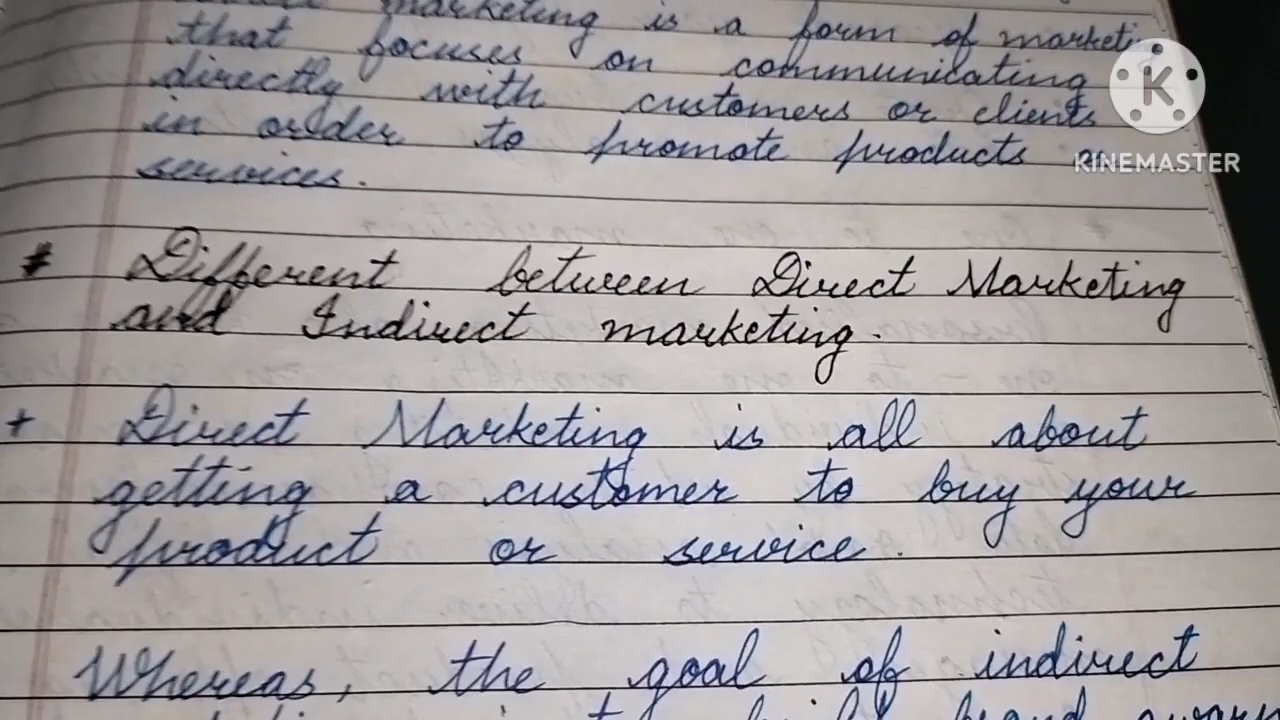 marketing is a form of marketi
that focuses on communicating
directly with customers or clients
in order to promote products or
services.
K
KINEMASTER
* Different between Direct Marketing
and Indirect marketing.
+ Direct Marketing is all about
getting a customer to buy your
product or service.
Whereas, the goal of indirect
brand